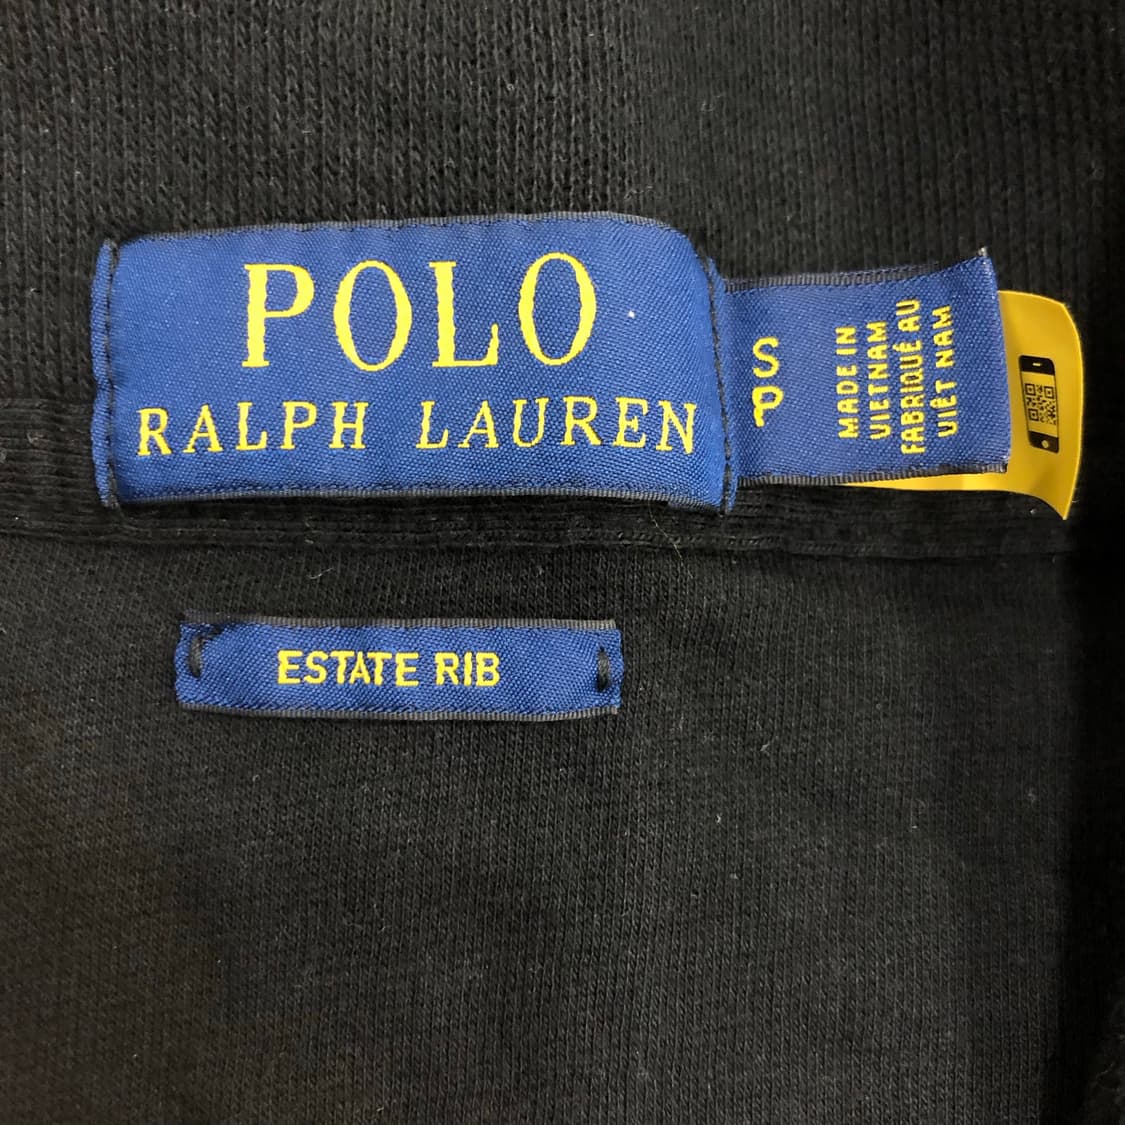 POLO
RALPH LAUREN
S
P
MADE IN
VIETNAM
FABRIQUÉ AU
VIÊT NAM
ESTATE RIB